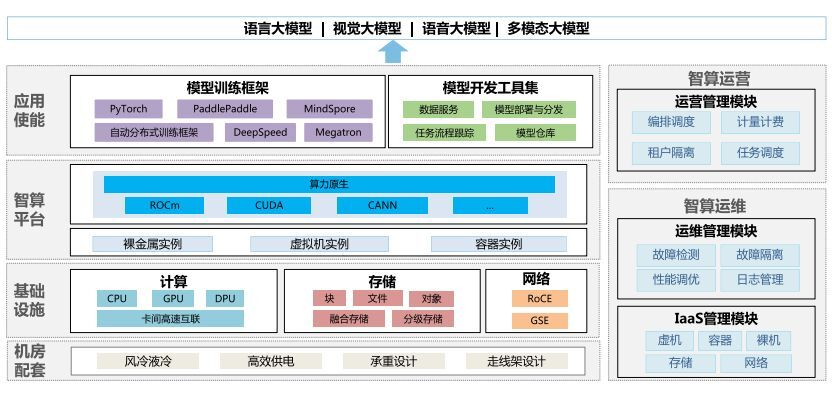 语言大模型 | 视觉大模型 | 语音大模型 | 多模态大模型
应用
使能
模型训练框架
PyTorch PaddlePaddle MindSpore
自动分布式训练框架 DeepSpeed Megatron
模型开发工具集
数据服务 模型部署与分发
任务流程跟踪 模型仓库
智算
平台
算力原生
ROCm CUDA CANN ...
裸金属实例 虚拟机实例 容器实例
基础
设施
计算
CPU GPU DPU
卡间高速互联
存储
块 文件 对象
融合存储 分级存储
网络
RoCE
GSE
机房
配套
风冷液冷 高效供电 承重设计 走线架设计
智算运营
运营管理模块
编排调度 计量计费
租户隔离 任务调度
智算运维
运维管理模块
故障检测 故障隔离
性能调优 日志管理
IaaS管理模块
虚机 容器 裸机
存储 网络